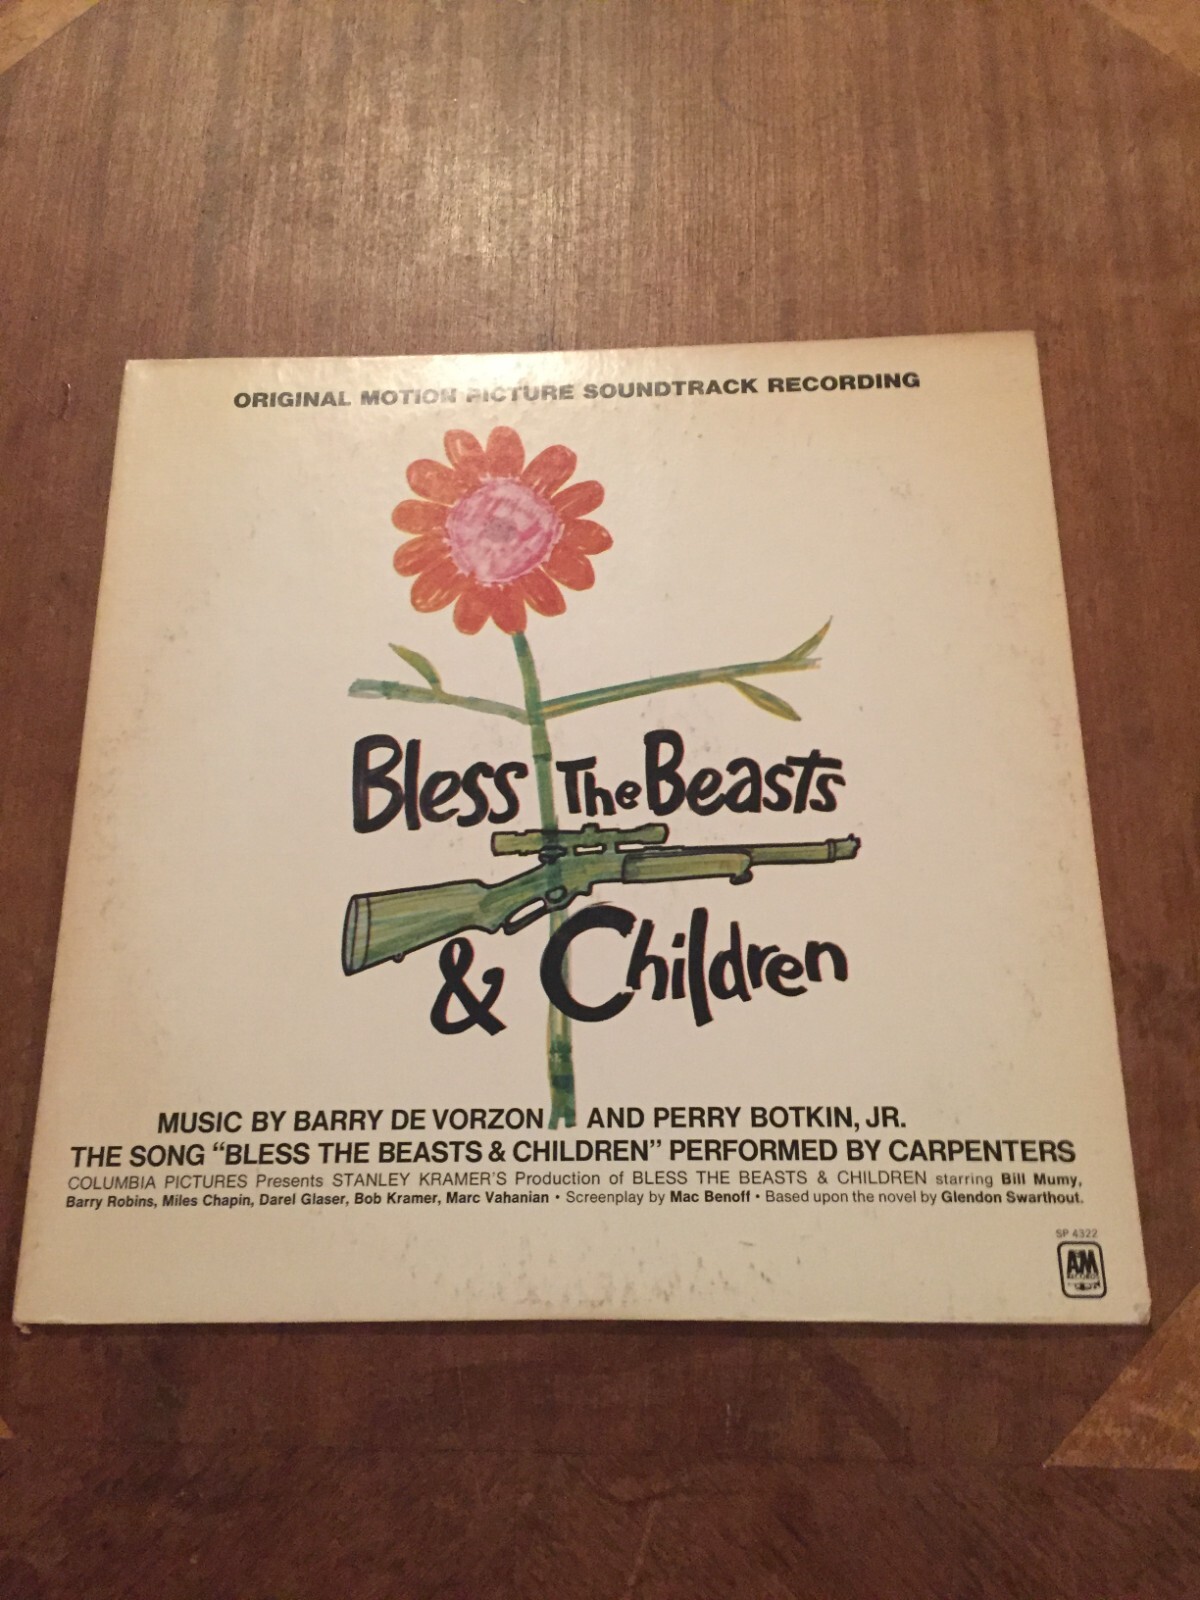 ORIGINAL MOTION PICTURE SOUNDTRACK RECORDING
Bless The Beasts
& Children
MUSIC BY BARRY DE VORZON AND PERRY BOTKIN, JR.
THE SONG “BLESS THE BEASTS & CHILDREN” PERFORMED BY CARPENTERS
COLUMBIA PICTURES Presents STANLEY KRAMER'S Production of BLESS THE BEASTS & CHILDREN starring Bill Mumy,
Barry Robins, Miles Chapin, Darel Glaser, Bob Kramer, Marc Vahanian • Screenplay by Mac Benoff • Based upon the novel by Glendon Swarthout.
SP 4322
A&M
RECORDS